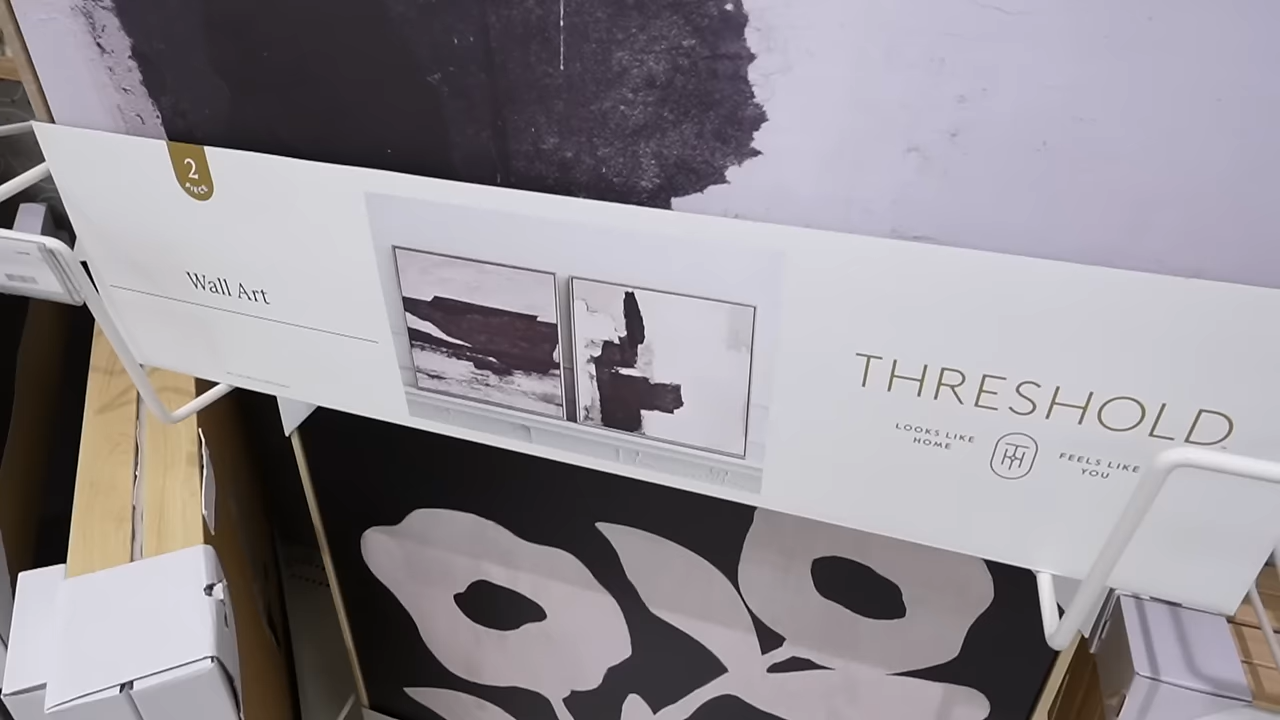 2
PIECE
Wall Art
THRESHOLD
LOOKS LIKE
HOME
FEELS LIKE
YOU